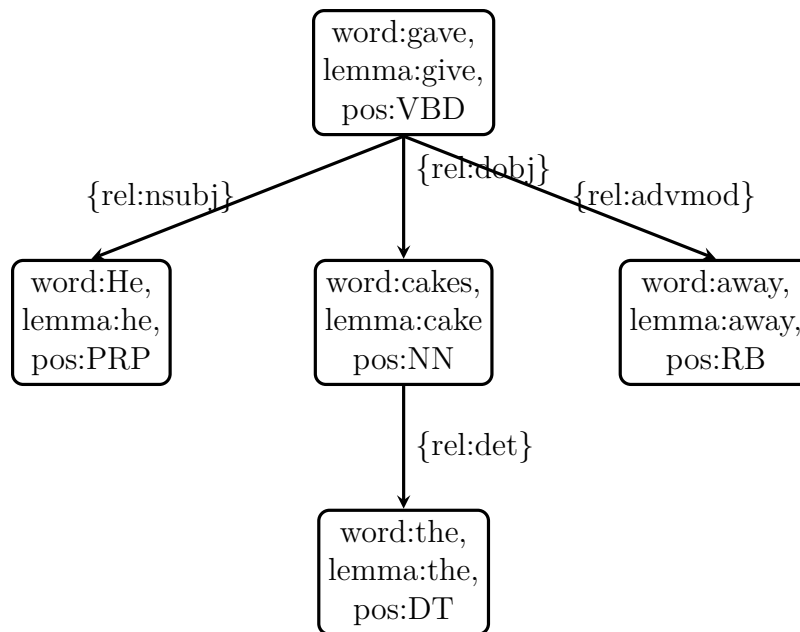 word:gave,
lemma:give,
pos:VBD
{rel:nsubj}
{rel:dobj}
{rel:advmod}
word:He,
lemma:he,
pos:PRP
word:cakes,
lemma:cake
pos:NN
word:away,
lemma:away,
pos:RB
{rel:det}
word:the,
lemma:the,
pos:DT